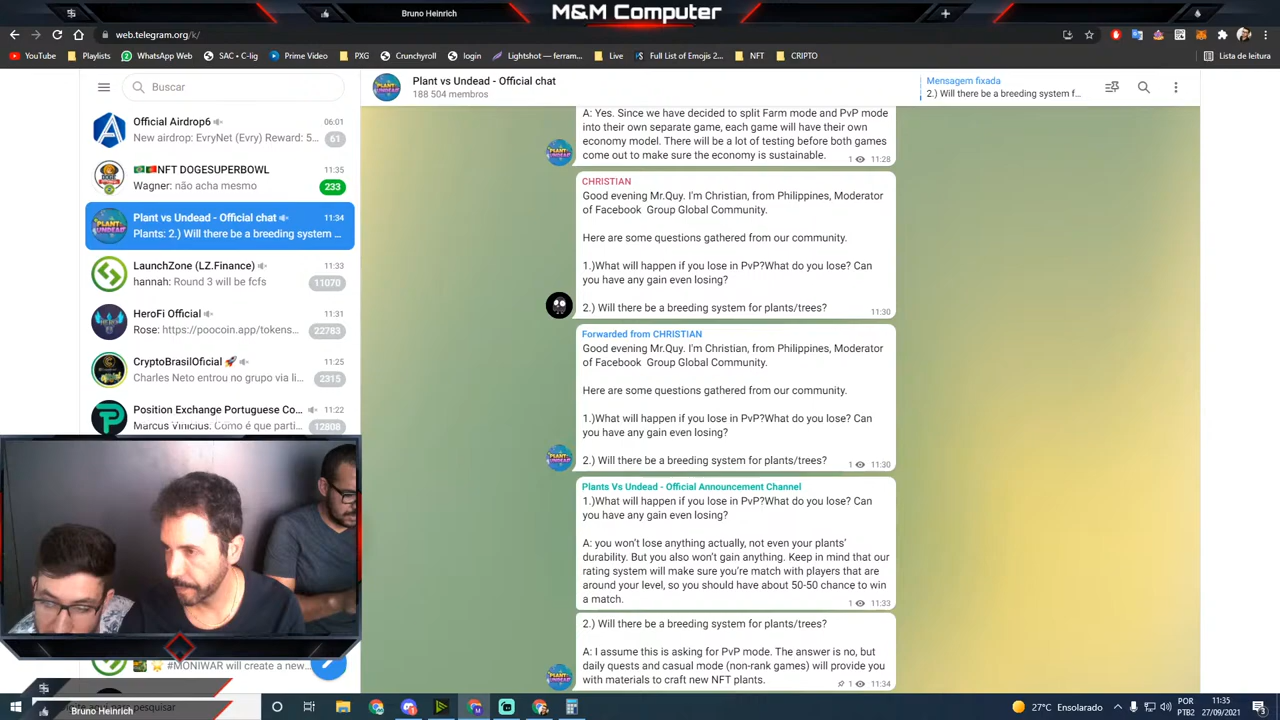 Bruno Heinrich
M&M Computer
web.telegram.org/k/
YouTube
Playlists
WhatsApp Web
SAC • C-lig
Prime Video
PXG
Crunchyroll
login
Lightshot — ferram...
Live
Full List of Emojis 2...
NFT
CRIPTO
Lista de leitura
Buscar
Plant vs Undead - Official chat
188 504 membros
Mensagem fixada
2.) Will there be a breeding system f...
Official Airdrop6
06:01
New airdrop: EvryNet (Evry) Reward: 5...
61
NFT DOGESUPERBOWL
11:35
Wagner: não acha mesmo
233
Plant vs Undead - Official chat
11:34
Plants: 2.) Will there be a breeding system ...
LaunchZone (LZ.Finance)
11:33
hannah: Round 3 will be fcfs
11070
HeroFi Official
11:31
Rose: https://poocoin.app/tokens...
22783
CryptoBrasilOficial
11:25
Charles Neto entrou no grupo via li...
2315
Position Exchange Portuguese Co...
11:22
Marcus Vinicius. Como é que parti...
12808
#MONIWAR will create a new...
A: Yes. Since we have decided to split Farm mode and PvP mode
into their own separate game, each game will have their own
economy model. There will be a lot of testing before both games
come out to make sure the economy is sustainable.
1 11:28
CHRISTIAN
Good evening Mr.Quy. I'm Christian, from Philippines, Moderator
of Facebook Group Global Community.
Here are some questions gathered from our community.
1.)What will happen if you lose in PvP?What do you lose? Can
you have any gain even losing?
2.) Will there be a breeding system for plants/trees?
11:30
Forwarded from CHRISTIAN
Good evening Mr.Quy. I'm Christian, from Philippines, Moderator
of Facebook Group Global Community.
Here are some questions gathered from our community.
1.)What will happen if you lose in PvP?What do you lose? Can
you have any gain even losing?
2.) Will there be a breeding system for plants/trees?
1 11:30
Plants Vs Undead - Official Announcement Channel
1.)What will happen if you lose in PvP?What do you lose? Can
you have any gain even losing?
A: you won't lose anything actually, not even your plants'
durability. But you also won't gain anything. Keep in mind that our
rating system will make sure you're match with players that are
around your level, so you should have about 50-50 chance to win
a match.
1 11:33
2.) Will there be a breeding system for plants/trees?
A: I assume this is asking for PvP mode. The answer is no, but
daily quests and casual mode (non-rank games) will provide you
with materials to craft new NFT plants.
1 11:34
te aqui para pesquisar
Bruno Heinrich
27°C Ensolarado
POR
PTB2
11:35
27/09/2021